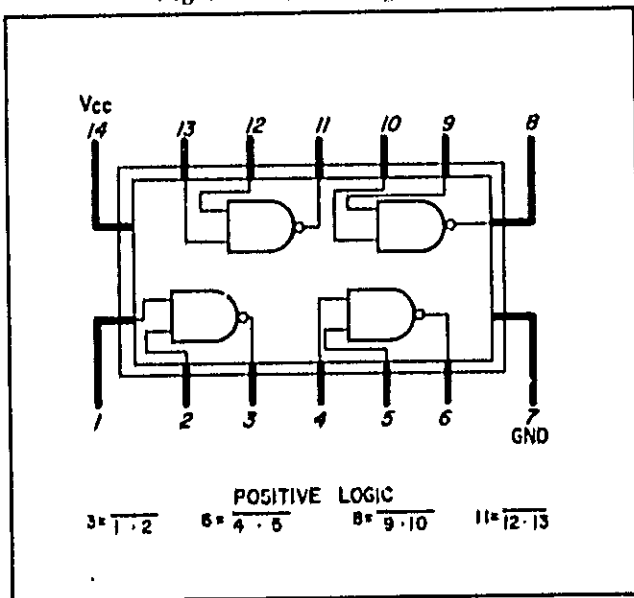 Vcc
14 13 12 11 10 9 8
1 2 3 4 5 6 7
GND
POSITIVE LOGIC
3 = 1 · 2 6 = 4 · 5 8 = 9 · 10 11 = 12 · 13